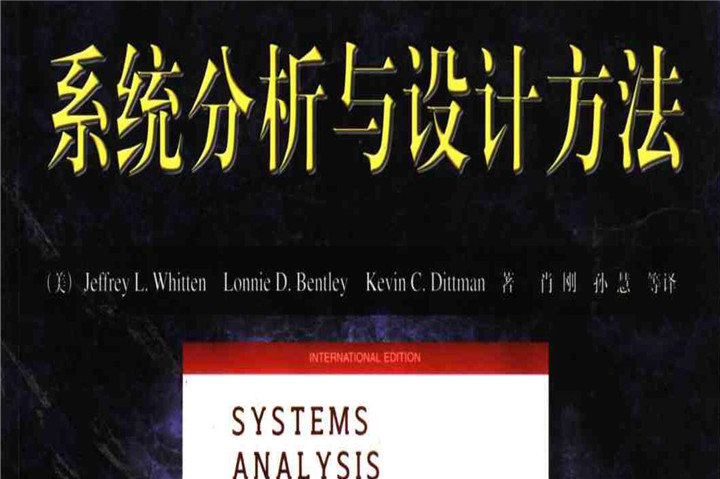 系统分析与设计方法
（美） Jeffrey L. Whitten Lonnie D. Bentley Kevin C. Dittman 著 肖 刚 孙 慧 等译
INTERNATIONAL EDITION
SYSTEMS
ANALYSIS